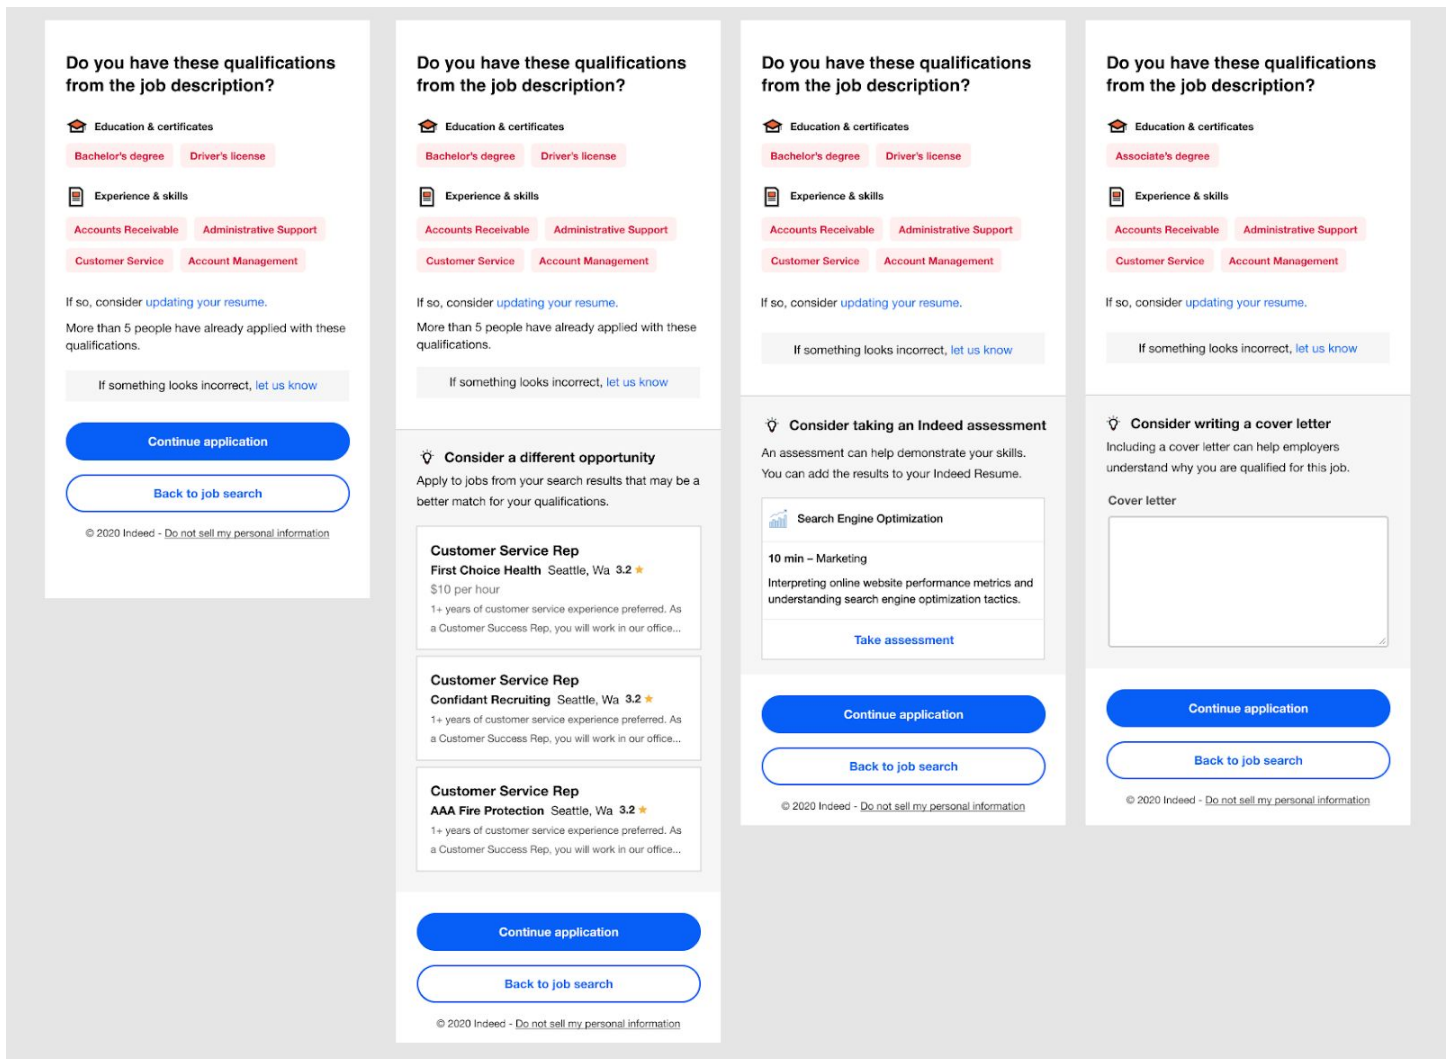 Do you have these qualifications
from the job description?
Education & certificates
Bachelor's degree Driver's license
Experience & skills
Accounts Receivable Administrative Support
Customer Service Account Management
If so, consider updating your resume.
More than 5 people have already applied with these
qualifications.
If something looks incorrect, let us know
Continue application
Back to job search
© 2020 Indeed - Do not sell my personal information
Do you have these qualifications
from the job description?
Education & certificates
Bachelor's degree Driver's license
Experience & skills
Accounts Receivable Administrative Support
Customer Service Account Management
If so, consider updating your resume.
More than 5 people have already applied with these
qualifications.
If something looks incorrect, let us know
Consider a different opportunity
Apply to jobs from your search results that may be a
better match for your qualifications.
Customer Service Rep
First Choice Health Seattle, Wa 3.2 ★
$10 per hour
1+ years of customer service experience preferred. As
a Customer Success Rep, you will work in our office...
Customer Service Rep
Confidant Recruiting Seattle, Wa 3.2 ★
1+ years of customer service experience preferred. As
a Customer Success Rep, you will work in our office...
Customer Service Rep
AAA Fire Protection Seattle, Wa 3.2 ★
1+ years of customer service experience preferred. As
a Customer Success Rep, you will work in our office...
Continue application
Back to job search
© 2020 Indeed - Do not sell my personal information
Do you have these qualifications
from the job description?
Education & certificates
Bachelor's degree Driver's license
Experience & skills
Accounts Receivable Administrative Support
Customer Service Account Management
If so, consider updating your resume.
If something looks incorrect, let us know
Consider taking an Indeed assessment
An assessment can help demonstrate your skills.
You can add the results to your Indeed Resume.
Search Engine Optimization
10 min – Marketing
Interpreting online website performance metrics and
understanding search engine optimization tactics.
Take assessment
Continue application
Back to job search
© 2020 Indeed - Do not sell my personal information
Do you have these qualifications
from the job description?
Education & certificates
Associate's degree
Experience & skills
Accounts Receivable Administrative Support
Customer Service Account Management
If so, consider updating your resume.
If something looks incorrect, let us know
Consider writing a cover letter
Including a cover letter can help employers
understand why you are qualified for this job.
Cover letter
Continue application
Back to job search
© 2020 Indeed - Do not sell my personal information